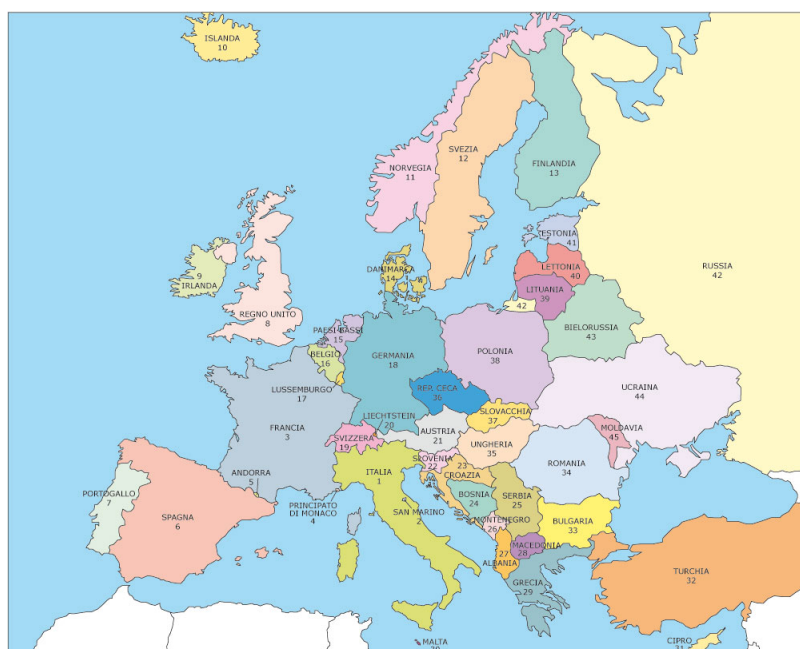 ISLANDA
10
SVEZIA
12
NORVEGIA
11
FINLANDIA
13
ESTONIA
41
LETTONIA
40
LITUANIA
39
42
RUSSIA
42
9
IRLANDA
REGNO UNITO
8
DANIMARCA
14
PAESI BASSI
15
BELGIO
16
GERMANIA
18
POLONIA
38
BIELORUSSIA
43
LUSSEMBURGO
17
REP. CECA
36
UCRAINA
44
FRANCIA
3
LIECHTSTEIN
20
SLOVACCHIA
37
MOLDAVIA
45
SVIZZERA
19
AUSTRIA
21
UNGHERIA
35
ROMANIA
34
SLOVENIA
22
23
CROAZIA
ITALIA
1
ANDORRA
5
PORTOGALLO
7
SPAGNA
6
PRINCIPATO
DI MONACO
4
SAN MARINO
2
BOSNIA
24
SERBIA
25
MONTENEGRO
26
BULGARIA
33
27
ALBANIA
MACEDONIA
28
GRECIA
29
TURCHIA
32
MALTA
CIPRO